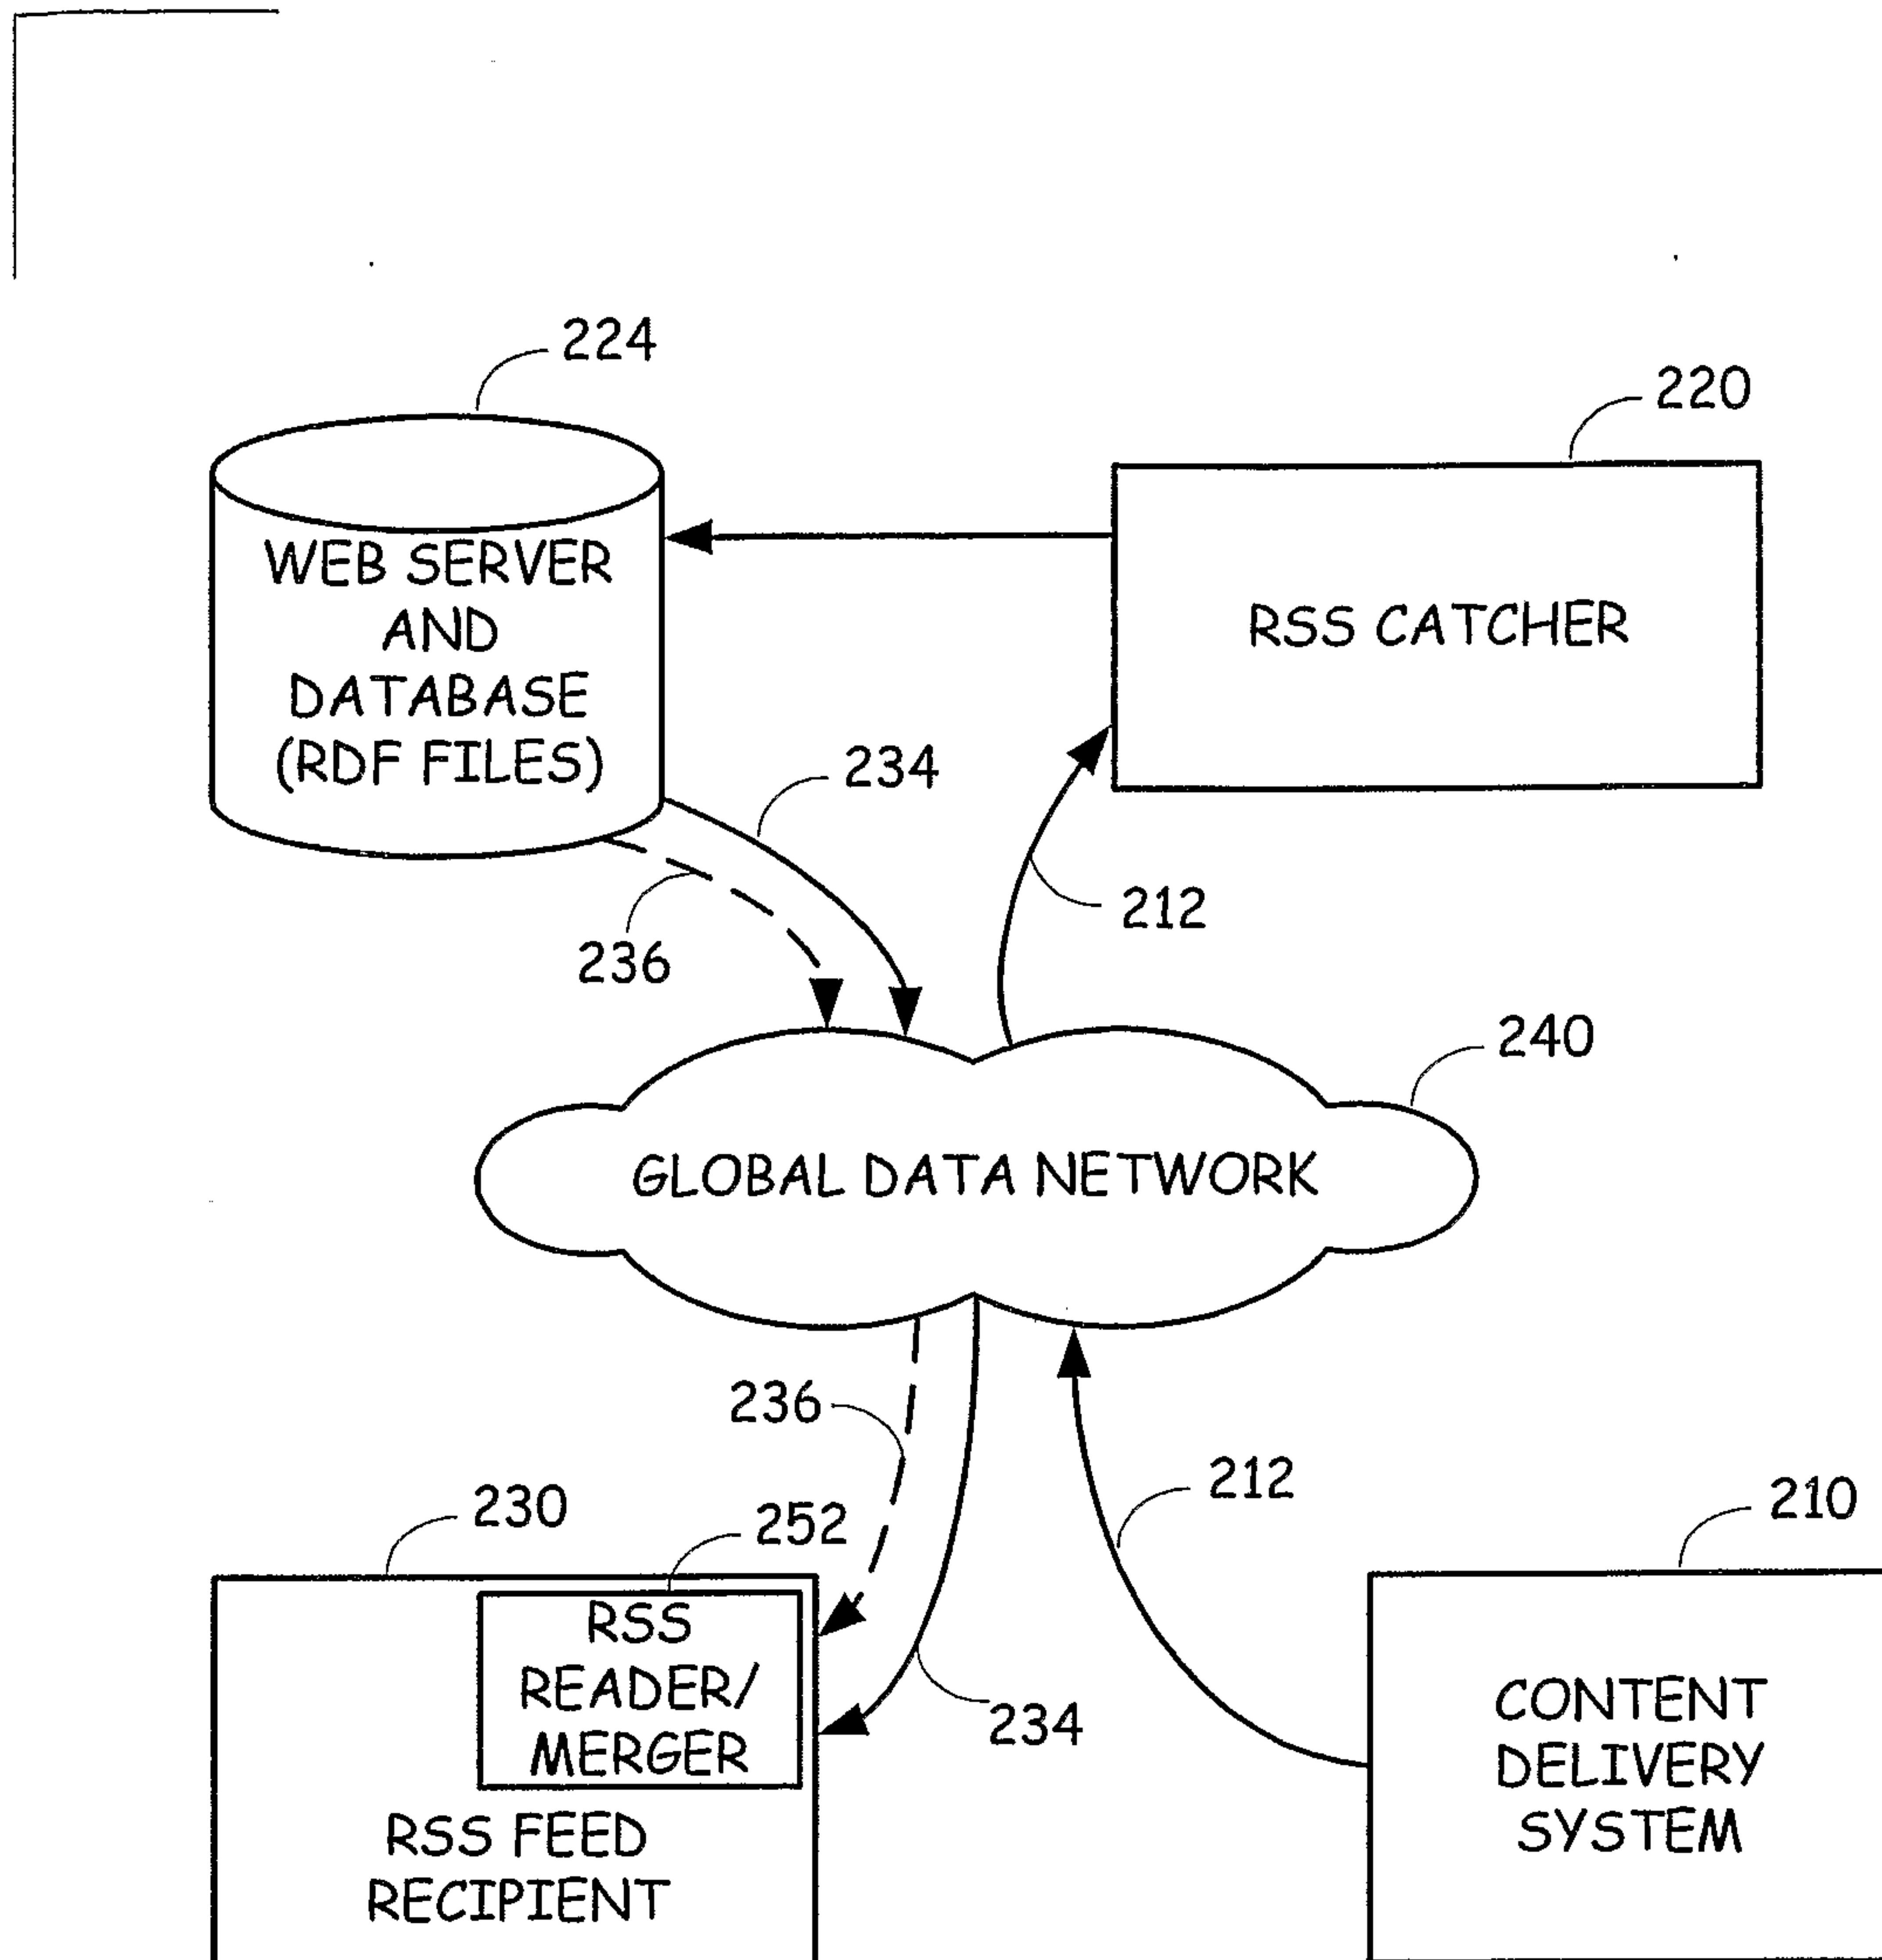 224
220
WEB SERVER
AND
DATABASE
(RDF FILES)
RSS CATCHER
234
212
236
240
GLOBAL DATA NETWORK
236
212
230
252
210
RSS
READER/
MERGER
234
RSS FEED
RECIPIENT
CONTENT
DELIVERY
SYSTEM